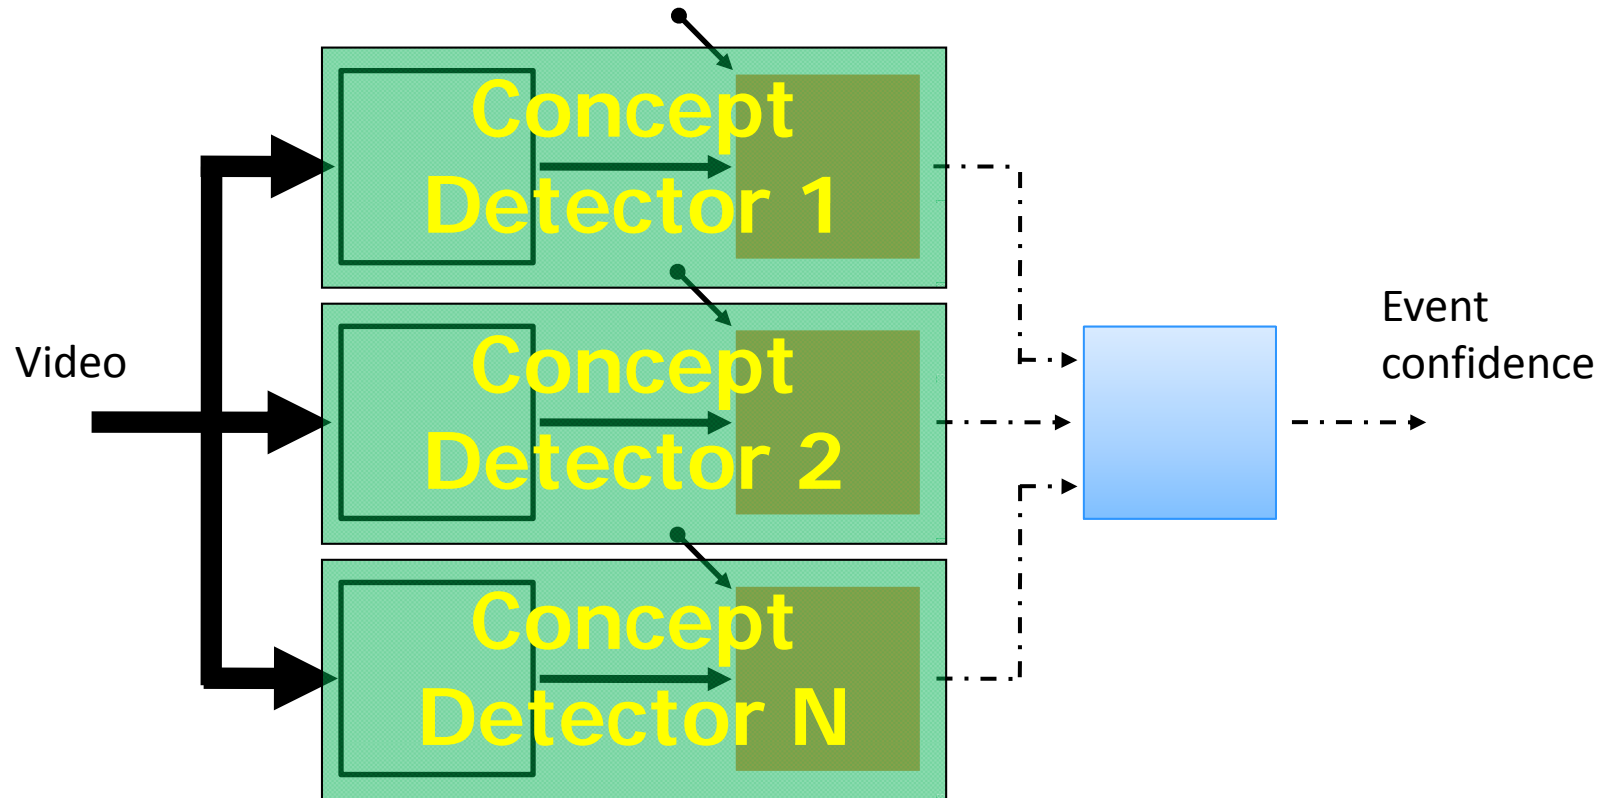 Concept
Detector 1
Video
Concept
Detector 2
Event
confidence
Concept
Detector N